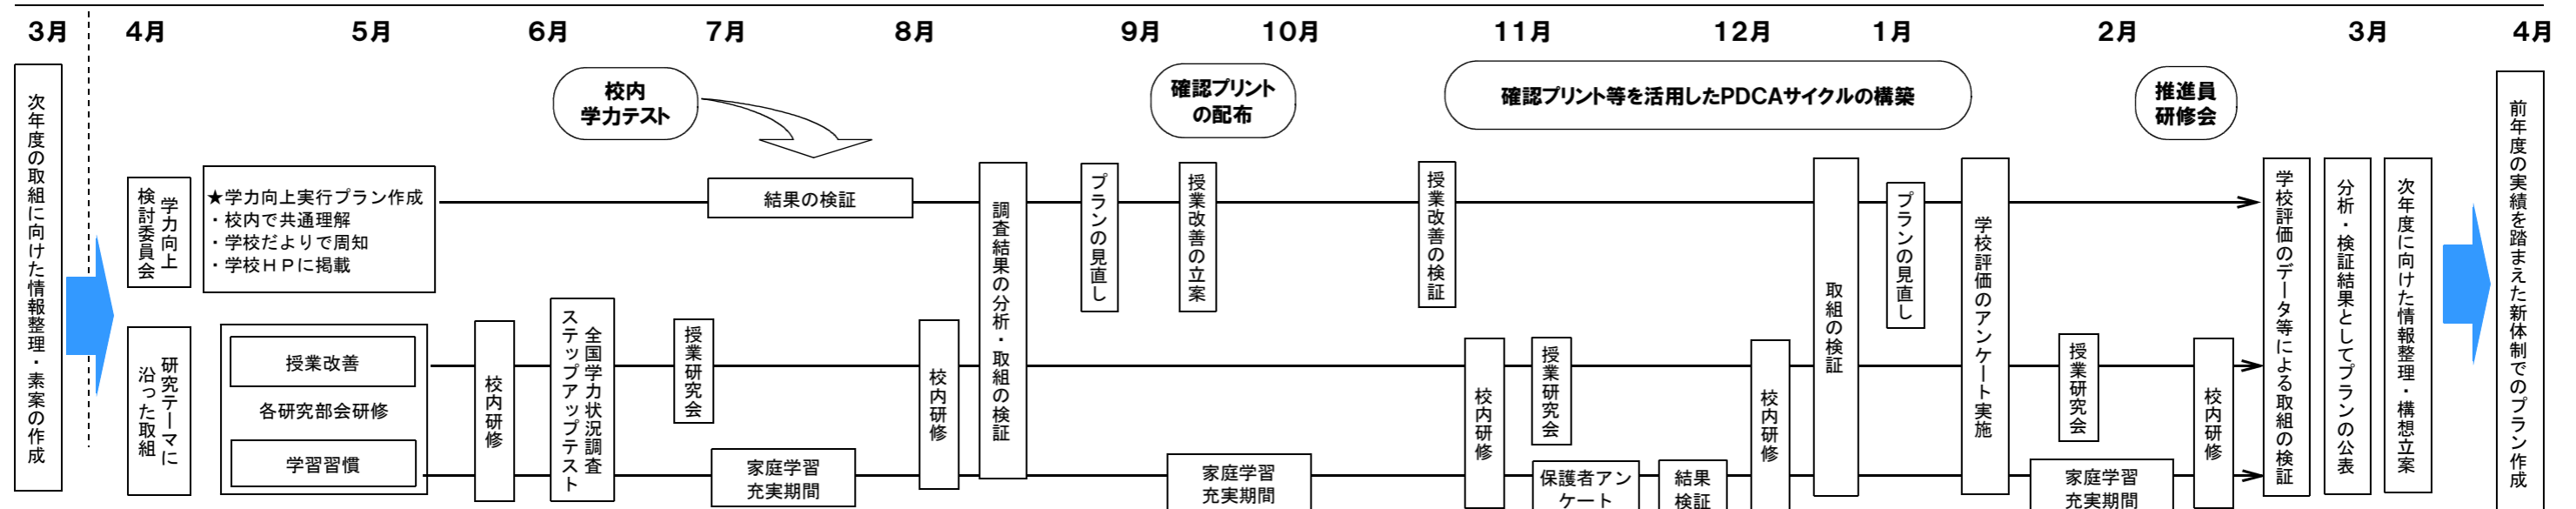 3月 4月 5月 6月 7月 8月 9月 10月 11月 12月 1月 2月 3月 4月
校内
学力テスト
確認プリント
の配布
確認プリント等を活用したPDCAサイクルの構築
推進員
研修会
次年度の取組に向けた情報整理・素案の作成
学力向上
検討委員会
★学力向上実行プラン作成
・校内で共通理解
・学校だよりで周知
・学校ＨＰに掲載
結果の検証
調査結果の分析・取組の検証
プランの見直し
授業改善の立案
授業改善の検証
取組の検証
プランの見直し
学校評価のアンケート実施
学校評価のデータ等による取組の検証
分析・検証結果としてプランの公表
次年度に向けた情報整理・構想立案
前年度の実績を踏まえた新体制でのプラン作成
研究テーマに
沿った取組
授業改善
各研究部会研修
学習習慣
校内研修
全国学力状況調査
ステップアップテスト
授業研究会
家庭学習
充実期間
校内研修
家庭学習
充実期間
校内研修
授業研究会
保護者アン
ケート
結果
検証
校内研修
授業研究会
家庭学習
充実期間
校内研修